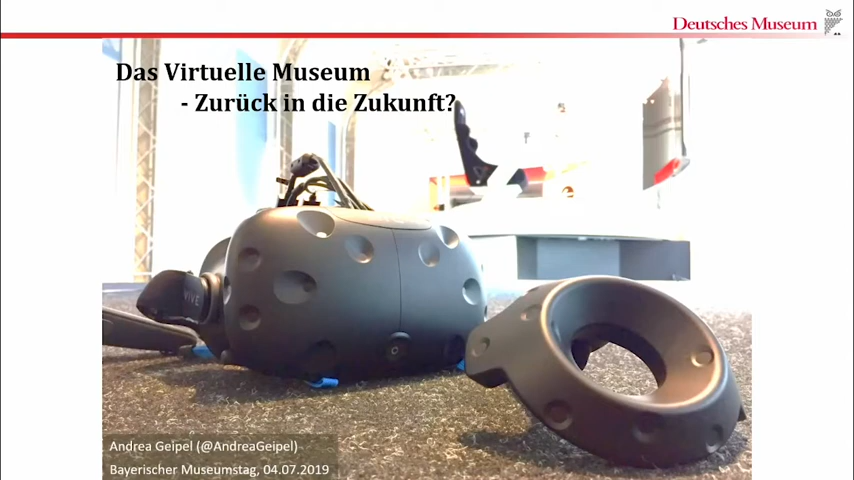 Deutsches Museum
Das Virtuelle Museum
- Zurück in die Zukunft?
VIVE
Andrea Geipel (@AndreaGeipel)
Bayerischer Museumstag, 04.07.2019